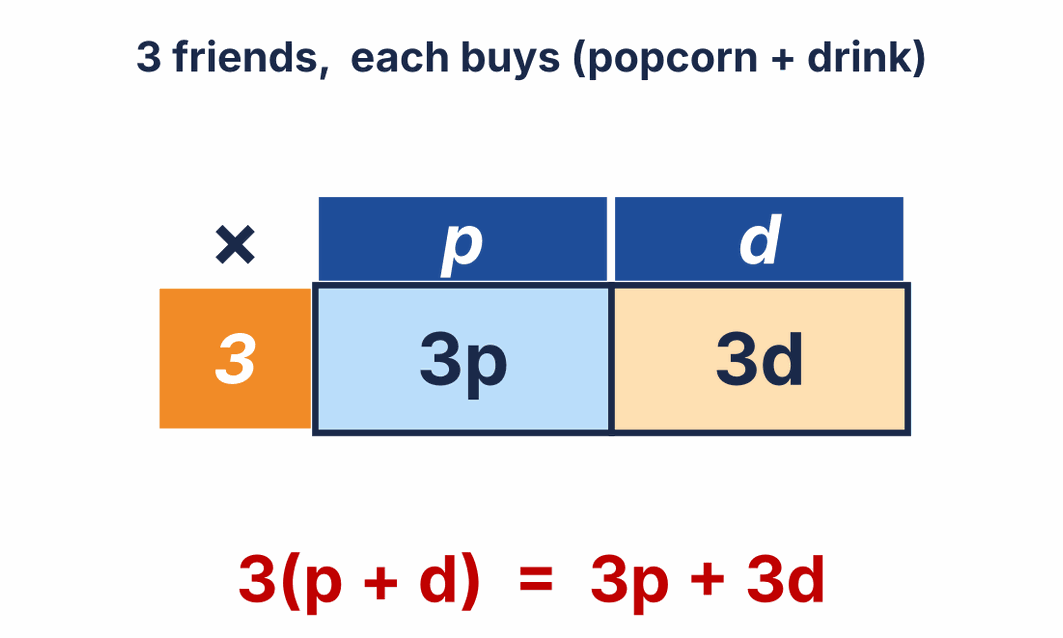 3 friends, each buys (popcorn + drink)
× p d
3 3p 3d
3(p + d) = 3p + 3d